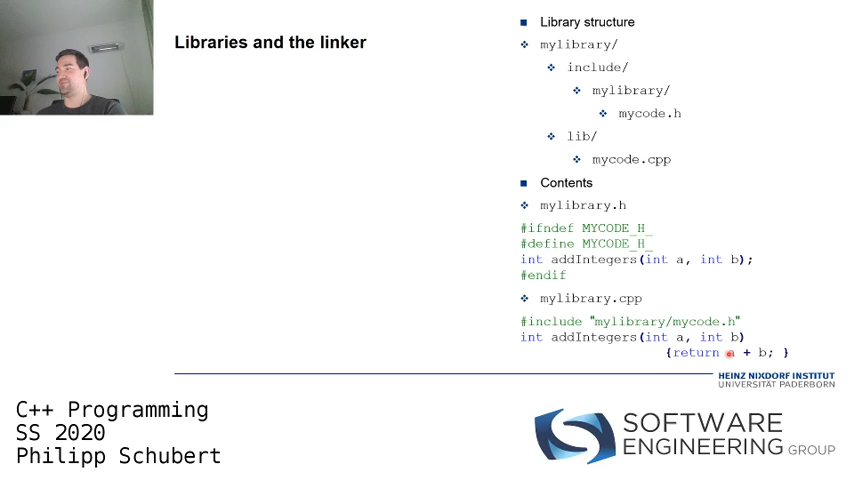 Libraries and the linker
Library structure
mylibrary/
include/
mylibrary/
mycode.h
lib/
mycode.cpp
Contents
mylibrary.h
#ifndef MYCODE_H_
#define MYCODE_H_
int addIntegers(int a, int b);
#endif
mylibrary.cpp
#include "mylibrary/mycode.h"
int addIntegers(int a, int b)
{return a + b; }
HEINZ NIXDORF INSTITUT
UNIVERSITÄT PADERBORN
C++ Programming
SS 2020
Philipp Schubert
SOFTWARE
ENGINEERING GROUP